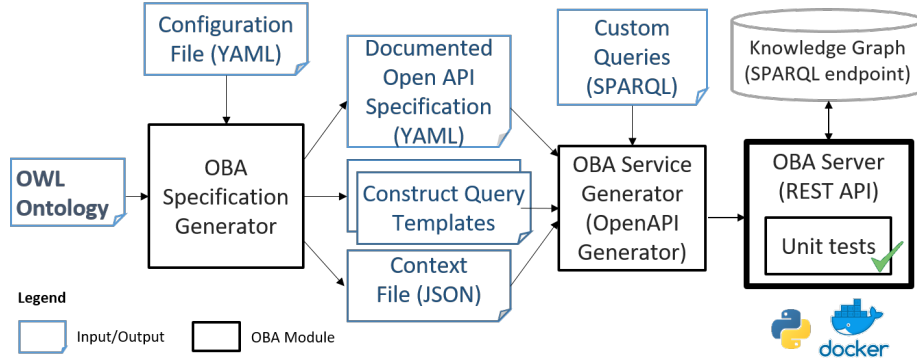 Configuration
File (YAML)
Documented
Open API
Specification
(YAML)
Custom
Queries
(SPARQL)
Knowledge Graph
(SPARQL endpoint)
OWL
Ontology
OBA
Specification
Generator
Construct Query
Templates
Context
File (JSON)
OBA Service
Generator
(OpenAPI
Generator)
OBA Server
(REST API)
Unit tests
Legend
Input/Output
OBA Module
docker